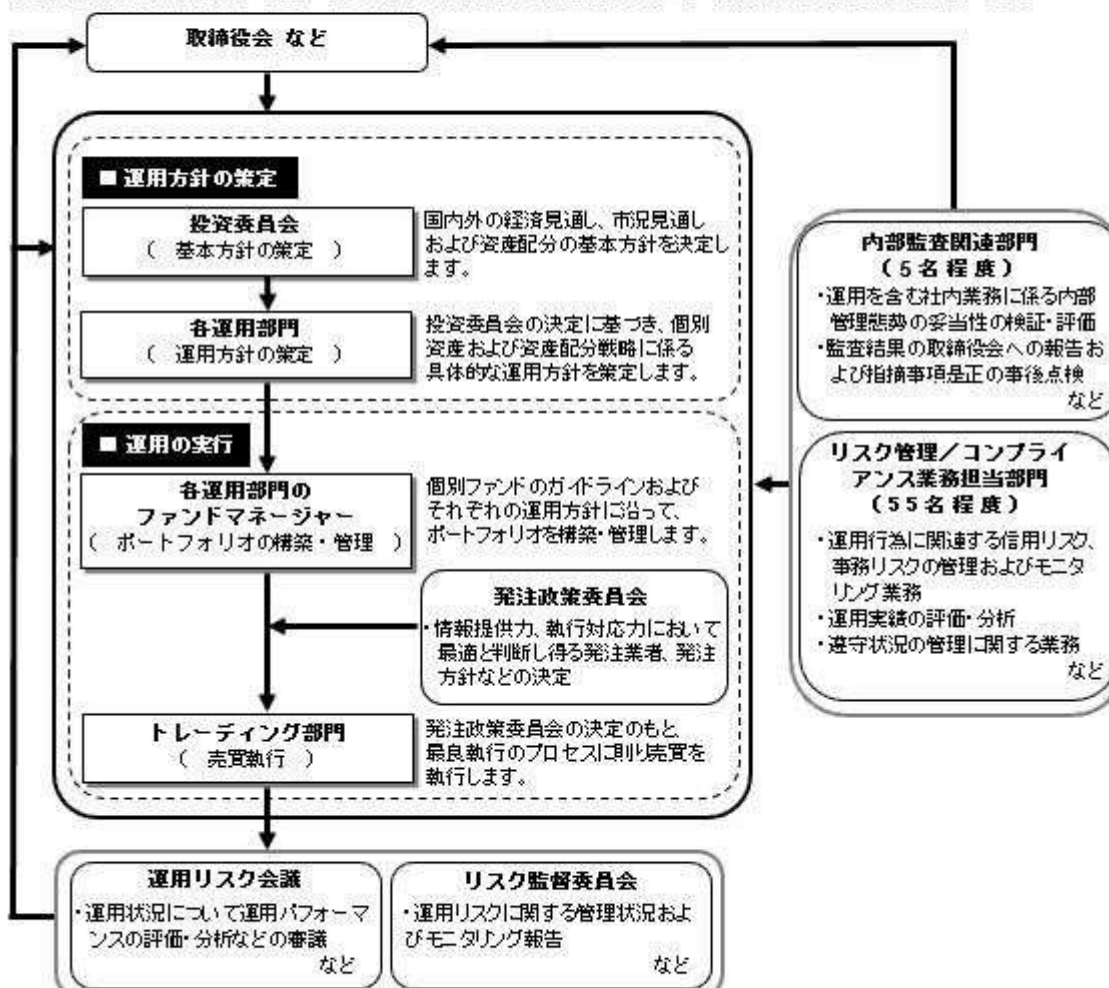 取締役会 など
■ 運用方針の策定
投資委員会
( 基本方針の策定 )
国内外の経済見通し、市況見通し
および資産配分の基本方針を決定し
ます。
各運用部門
( 運用方針の策定 )
投資委員会の決定に基づき、個別
資産および資産配分戦略に係る
具体的な運用方針を策定します。
■ 運用の実行
各運用部門の
ファンドマネージャー
( ポートフォリオの構築・管理 )
個別ファンドのガイドラインおよび
それぞれの運用方針に沿って、
ポートフォリオを構築・管理します。
発注政策委員会
・情報提供力、執行対応力において
最適と判断し得る発注業者、発注
方針などの決定
トレーディング部門
( 売買執行 )
発注政策委員会の決定のもと
最良執行のプロセスに則り売買を
執行します。
内部監査関連部門
(5名程度)
・運用を含む社内業務に係る内部
管理態勢の妥当性の検証・評価
・監査結果の取締役会への報告お
よび指摘事項是正の事後点検
など
リスク管理/コンプライ
アンス業務担当部門
(55名程度)
・運用行為に関連する信用リスク、
事務リスクの管理およびモニタ
リング業務
・運用実績の評価・分析
・遵守状況の管理に関する業務
など
運用リスク会議
・運用状況について運用パフォーマ
ンスの評価・分析などの審議
など
リスク監督委員会
・運用リスクに関する管理状況およ
びモニタリング報告
など